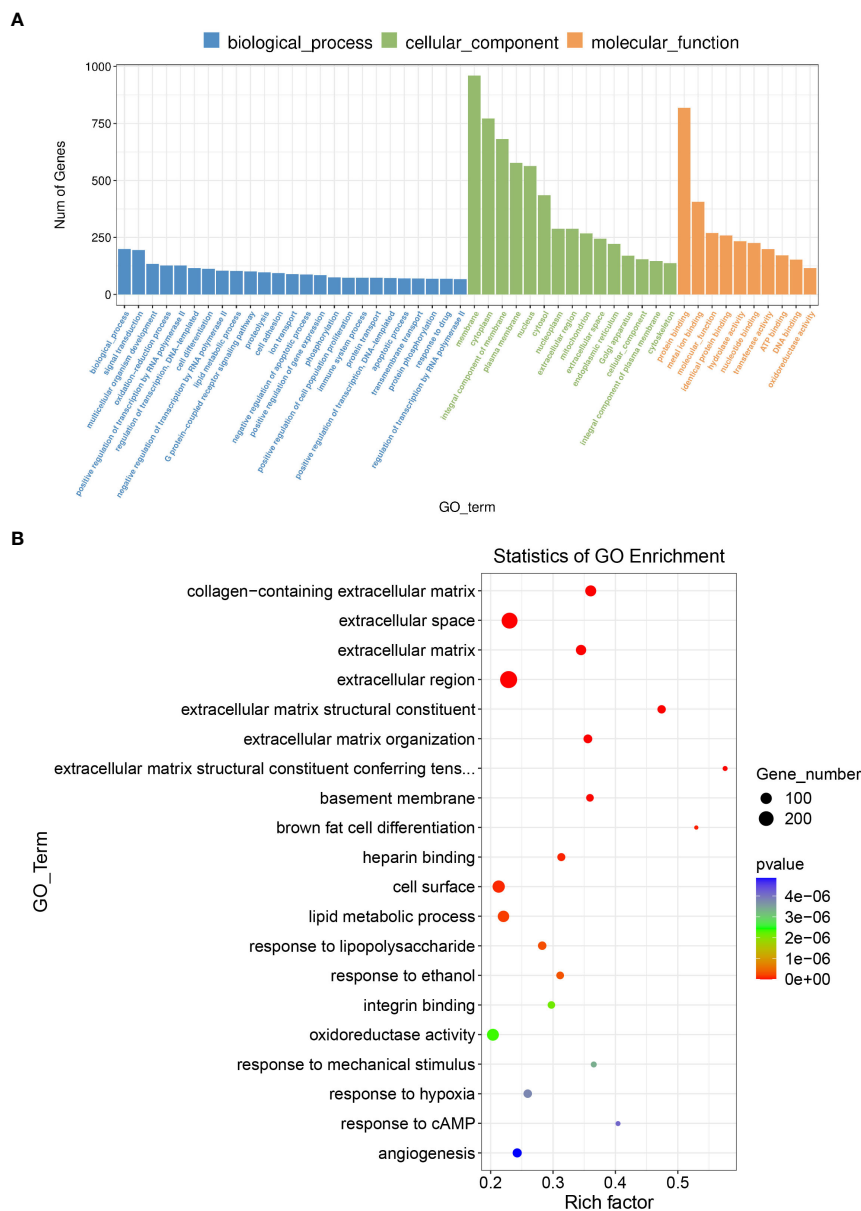 A
biological_process cellular_component molecular_function
1000
750
500
250
0
Num of Genes
biological_process
signal transduction
multicellular organism development
oxidation−reduction process
positive regulation of transcription by RNA polymerase II
regulation of transcription, DNA−templated
cell differentiation
negative regulation of transcription by RNA polymerase II
lipid metabolic process
G protein−coupled receptor signaling pathway
proteolysis
cell adhesion
ion transport
negative regulation of apoptotic process
positive regulation of gene expression
phosphorylation
positive regulation of cell population proliferation
immune system process
protein transport
positive regulation of transcription, DNA−templated
apoptotic process
transmembrane transport
protein phosphorylation
response to drug
regulation of transcription by RNA polymerase II
membrane
cytoplasm
integral component of membrane
plasma membrane
nucleus
cytosol
nucleoplasm
extracellular region
mitochondrion
extracellular space
endoplasmic reticulum
Golgi apparatus
cellular_component
integral component of plasma membrane
cytoskeleton
protein binding
metal ion binding
molecular_function
identical protein binding
hydrolase activity
nucleotide binding
transferase activity
ATP binding
DNA binding
oxidoreductase activity
GO_term
B
Statistics of GO Enrichment
GO_Term
collagen−containing extracellular matrix
extracellular space
extracellular matrix
extracellular region
extracellular matrix structural constituent
extracellular matrix organization
extracellular matrix structural constituent conferring tens...
basement membrane
brown fat cell differentiation
heparin binding
cell surface
lipid metabolic process
response to lipopolysaccharide
response to ethanol
integrin binding
oxidoreductase activity
response to mechanical stimulus
response to hypoxia
response to cAMP
angiogenesis
0.2 0.3 0.4 0.5
Rich factor
Gene_number
100
200
pvalue
4e−06
3e−06
2e−06
1e−06
0e+00